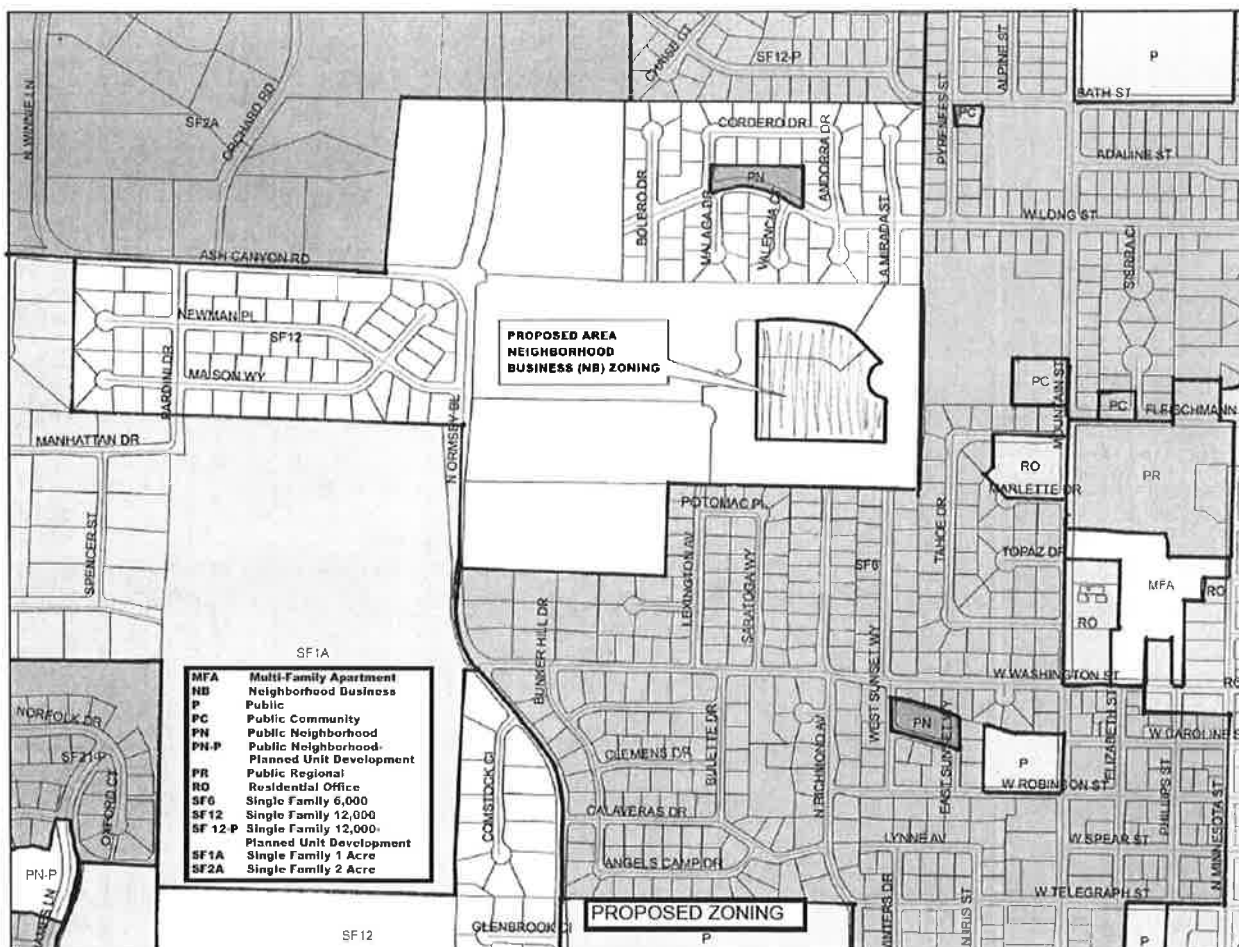 CHRISB CT
SF12-P
PYRENEES ST
ALPINE ST
P
BATH ST
N WINNIE LN
SF2A
ORCHARD RD
CORDERO DR
PC
ADALINE ST
BOLERO DR
PN
ANDORRA DR
MALAGA DR
VALENCIA CT
LA MIRADA ST
W LONG ST
SIERRA CI
ASH CANYON RD
NEWMAN PL
SF12
MAISON WY
PARDINI DR
PROPOSED AREA
NEIGHBORHOOD
BUSINESS (NB) ZONING
PC
MOUNTAIN ST
PC
FLEISCHMANN
MANHATTAN DR
N ORMSBY BL
RO
MARLETTE DR
PR
POTOMAC PL
TAHOE DR
TOPAZ DR
SPENCER ST
LEXINGTON AV
SARATOGA WY
SF6
MFA
RO
RO
SF1A
BUNKER HILL DR
W WASHINGTON ST
RO
MFA Multi-Family Apartment
NB Neighborhood Business
P Public
PC Public Community
PN Public Neighborhood
PN-P Public Neighborhood-
Planned Unit Development
PR Public Regional
RO Residential Office
SF6 Single Family 6,000
SF12 Single Family 12,000
SF 12-P Single Family 12,000-
Planned Unit Development
SF1A Single Family 1 Acre
SF2A Single Family 2 Acre
NORFOLK DR
SF21-P
OXFORD CT
COMSTOCK CI
CLEMENS DR
BULETTE DR
N RICHMOND AV
WEST SUNSET WY
PN
EAST SUNSET WY
P
ELIZABETH ST
W CAROLINE S
W ROBINSON ST
CALAVERAS DR
LYNNE AV
W SPEAR ST
PHILLIPS ST
N MINNESOTA ST
ANGELS CAMP DR
PN-P
JAMES LN
WINTERS DR
N IRIS ST
W TELEGRAPH ST
GLENBROOK CI
PROPOSED ZONING
SF12
P
P